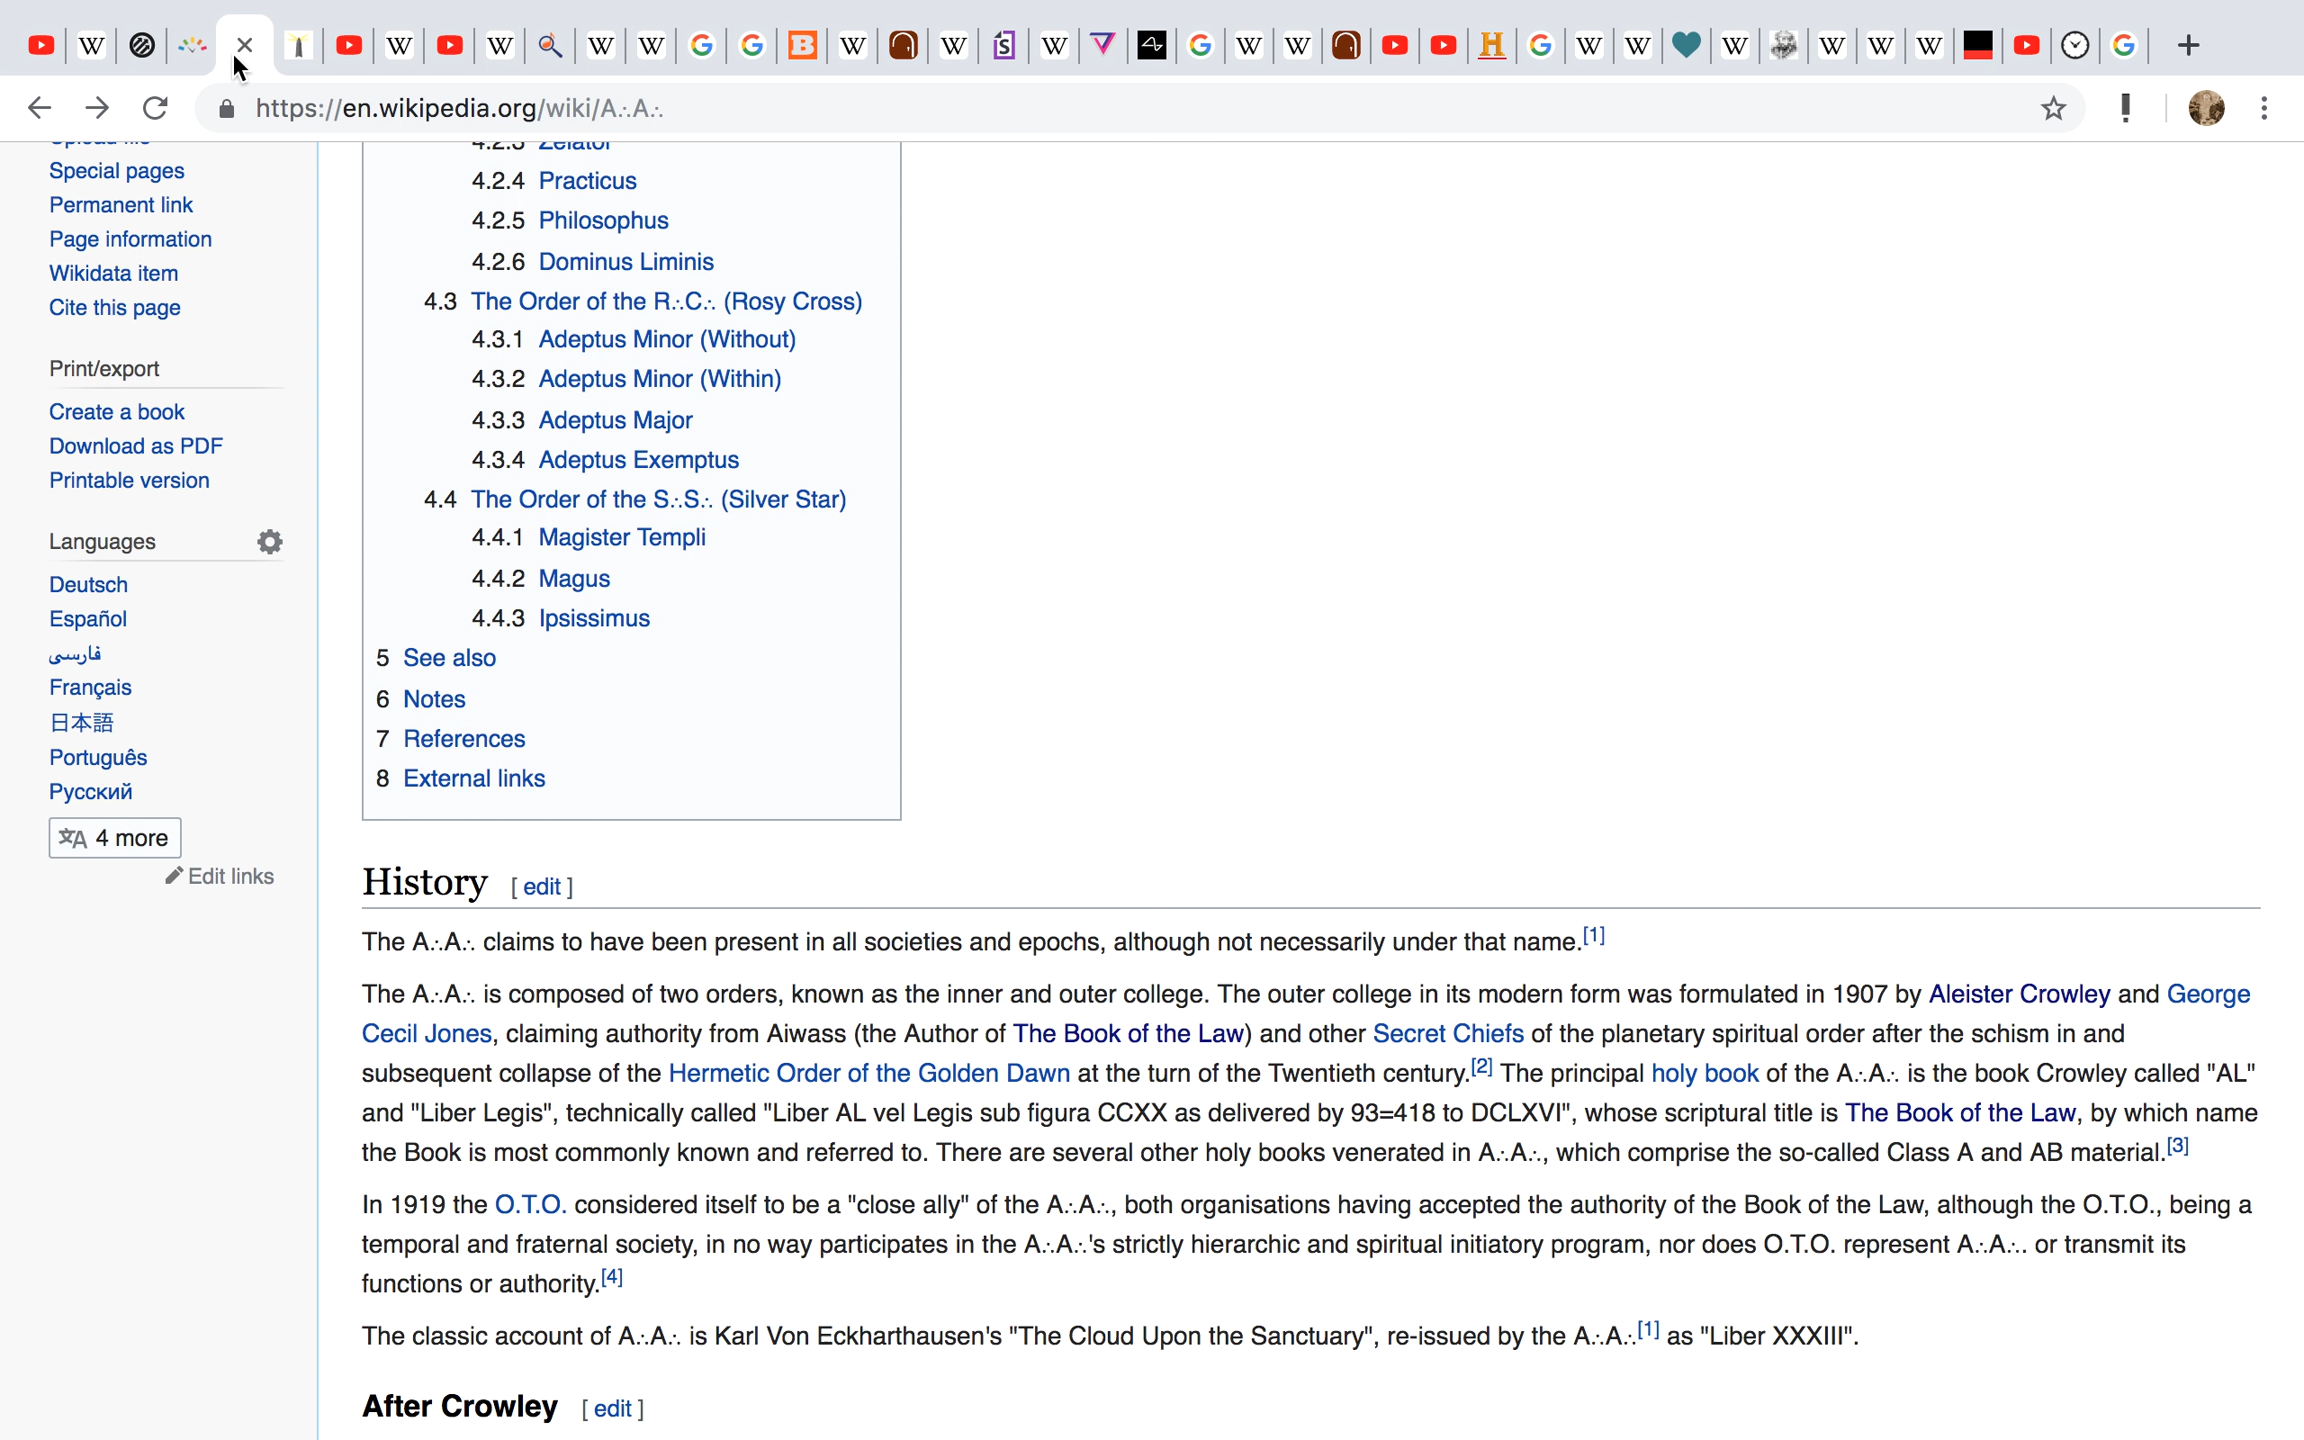 https://en.wikipedia.org/wiki/A∴A∴
Special pages
Permanent link
Page information
Wikidata item
Cite this page
Print/export
Create a book
Download as PDF
Printable version
Languages
Deutsch
Español
فارسی
Français
日本語
Português
Русский
4 more
Edit links
4.2.3 Zelator
4.2.4 Practicus
4.2.5 Philosophus
4.2.6 Dominus Liminis
4.3 The Order of the R∴C∴ (Rosy Cross)
4.3.1 Adeptus Minor (Without)
4.3.2 Adeptus Minor (Within)
4.3.3 Adeptus Major
4.3.4 Adeptus Exemptus
4.4 The Order of the S∴S∴ (Silver Star)
4.4.1 Magister Templi
4.4.2 Magus
4.4.3 Ipsissimus
5 See also
6 Notes
7 References
8 External links
History [ edit ]
The A∴A∴ claims to have been present in all societies and epochs, although not necessarily under that name.[1]
The A∴A∴ is composed of two orders, known as the inner and outer college. The outer college in its modern form was formulated in 1907 by Aleister Crowley and George
Cecil Jones, claiming authority from Aiwass (the Author of The Book of the Law) and other Secret Chiefs of the planetary spiritual order after the schism in and
subsequent collapse of the Hermetic Order of the Golden Dawn at the turn of the Twentieth century.[2] The principal holy book of the A∴A∴ is the book Crowley called "AL"
and "Liber Legis", technically called "Liber AL vel Legis sub figura CCXX as delivered by 93=418 to DCLXVI", whose scriptural title is The Book of the Law, by which name
the Book is most commonly known and referred to. There are several other holy books venerated in A∴A∴, which comprise the so-called Class A and AB material.[3]
In 1919 the O.T.O. considered itself to be a "close ally" of the A∴A∴, both organisations having accepted the authority of the Book of the Law, although the O.T.O., being a
temporal and fraternal society, in no way participates in the A∴A∴'s strictly hierarchic and spiritual initiatory program, nor does O.T.O. represent A∴A∴. or transmit its
functions or authority.[4]
The classic account of A∴A∴ is Karl Von Eckharthausen's "The Cloud Upon the Sanctuary", re-issued by the A∴A∴[1] as "Liber XXXIII".
After Crowley [ edit ]